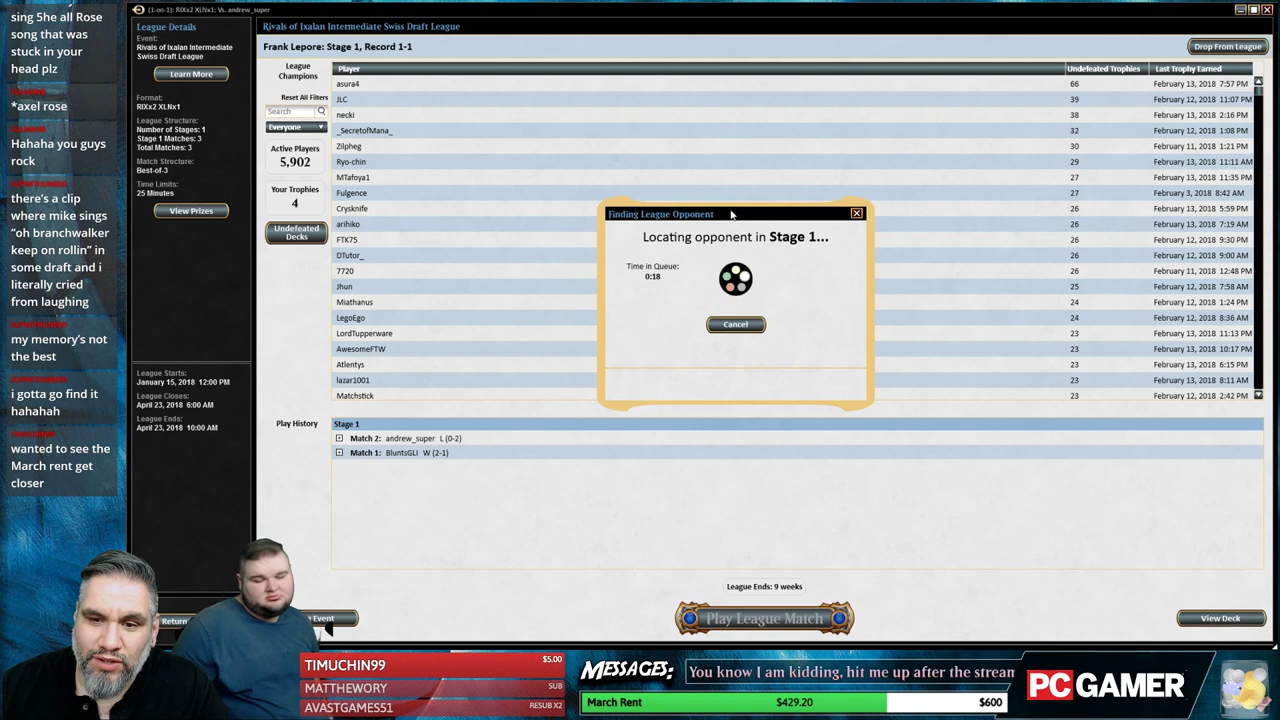 sing 5he all Rose
song that was
stuck in your
head plz
*axel rose
Hahaha you guys
rock
there's a clip
where mike sings
"oh branchwalker
keep on rollin" in
some draft and i
literally cried
from laughing
my memory's not
the best
i gotta go find it
hahahah
wanted to see the
March rent get
closer
(1-on-1): RIXx2 XLNx1: Vs. andrew_super
League Details
Event:
Rivals of Ixalan Intermediate
Swiss Draft League
Learn More
Format:
RIXx2 XLNx1
League Structure:
Number of Stages: 1
Stage 1 Matches: 3
Total Matches: 3
Match Structure:
Best-of-3
Time Limits:
25 Minutes
View Prizes
League Starts:
January 15, 2018 12:00 PM
League Closes:
April 23, 2018 6:00 AM
League Ends:
April 23, 2018 10:00 AM
Rivals of Ixalan Intermediate Swiss Draft League
Frank Lepore: Stage 1, Record 1-1
Drop From League
League
Champions
Reset All Filters
Search
Everyone
Active Players
5,902
Your Trophies
4
Undefeated
Decks
Player Undefeated Trophies Last Trophy Earned
asura4 66 February 13, 2018 7:57 PM
JLC 39 February 12, 2018 11:07 PM
necki 38 February 13, 2018 2:16 PM
_SecretofMana_ 32 February 12, 2018 1:08 PM
Zilpheg 30 February 11, 2018 1:21 PM
Ryo-chin 29 February 13, 2018 11:11 AM
MTafoya1 27 February 13, 2018 11:35 PM
Fulgence 27 February 3, 2018 8:42 AM
Crysknife 26 February 13, 2018 5:59 PM
arihiko 26 February 13, 2018 7:19 AM
FTK75 26 February 12, 2018 9:30 PM
DTutor_ 26 February 12, 2018 9:00 AM
7720 26 February 11, 2018 12:48 PM
Jhun 25 February 12, 2018 7:58 AM
Miathanus 24 February 12, 2018 1:24 PM
LegoEgo 24 February 12, 2018 8:36 AM
LordTupperware 23 February 13, 2018 11:13 PM
AwesomeFTW 23 February 13, 2018 10:17 PM
Atlentys 23 February 13, 2018 6:15 PM
lazar1001 23 February 13, 2018 8:11 AM
Matchstick 23 February 12, 2018 2:42 PM
Finding League Opponent
Locating opponent in Stage 1...
Time in Queue:
0:18
Cancel
Play History
Stage 1
Match 2: andrew_super L (0-2)
Match 1: BluntsGLI W (2-1)
League Ends: 9 weeks
Return
Event
Play League Match
View Deck
TIMUCHIN99 $5.00
MATTHEWORY SUB
AVASTGAMES51 RESUB X2
MESSAGES: You know I am kidding, hit me up after the stream
March Rent $429.20 $600
PC GAMER